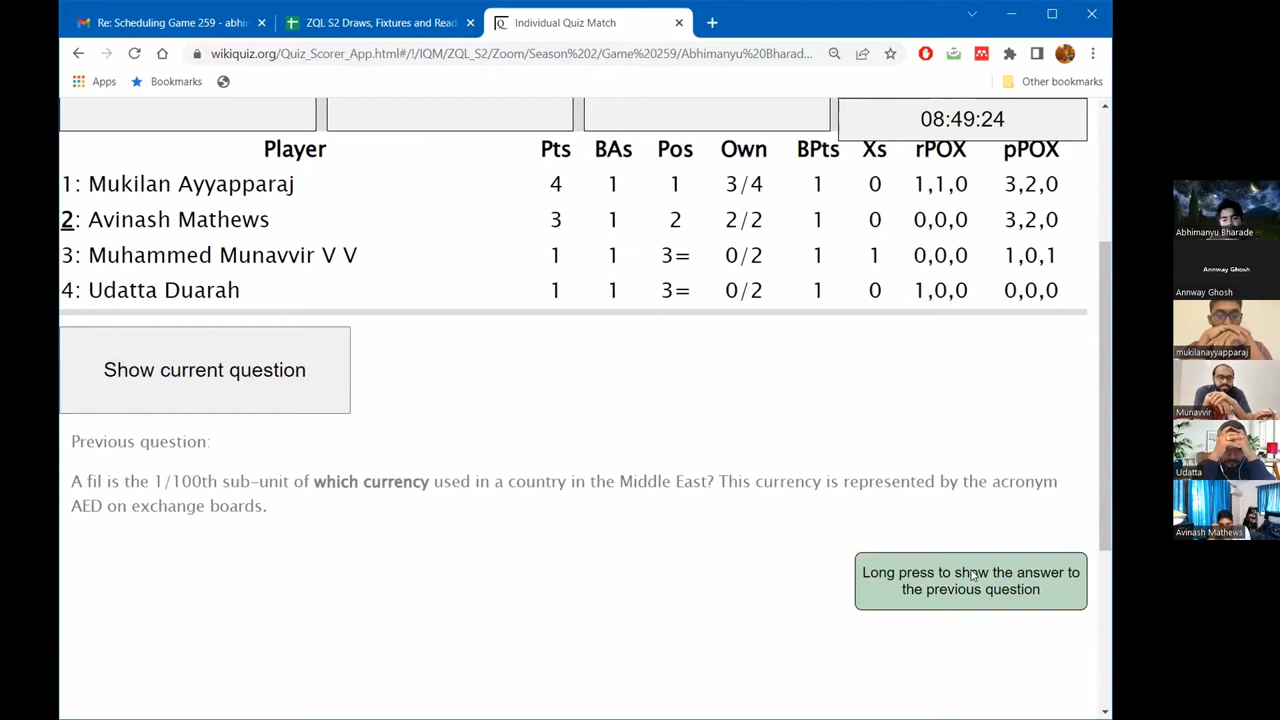 Re: Scheduling Game 259 - abhi
ZQL S2 Draws, Fixtures and Read
Individual Quiz Match
wikiquiz.org/Quiz_Scorer_App.html#/!/IQM/ZQL_S2/Zoom/Season%202/Game%20259/Abhimanyu%20Bharad...
Apps
Bookmarks
Other bookmarks
08:49:24
Player Pts BAs Pos Own BPts Xs rPOX pPOX
1: Mukilan Ayyapparaj 4 1 1 3/4 1 0 1,1,0 3,2,0
2: Avinash Mathews 3 1 2 2/2 1 0 0,0,0 3,2,0
3: Muhammed Munavvir V V 1 1 3= 0/2 1 1 0,0,0 1,0,1
4: Udatta Duarah 1 1 3= 0/2 1 0 1,0,0 0,0,0
Show current question
Previous question:
A fil is the 1/100th sub-unit of which currency used in a country in the Middle East? This currency is represented by the acronym
AED on exchange boards.
Long press to show the answer to
the previous question
Abhimanyu Bharade
Annway Ghosh
Annway Ghosh
mukilanayyapparaj
Munavvir
Udatta
Avinash Mathews